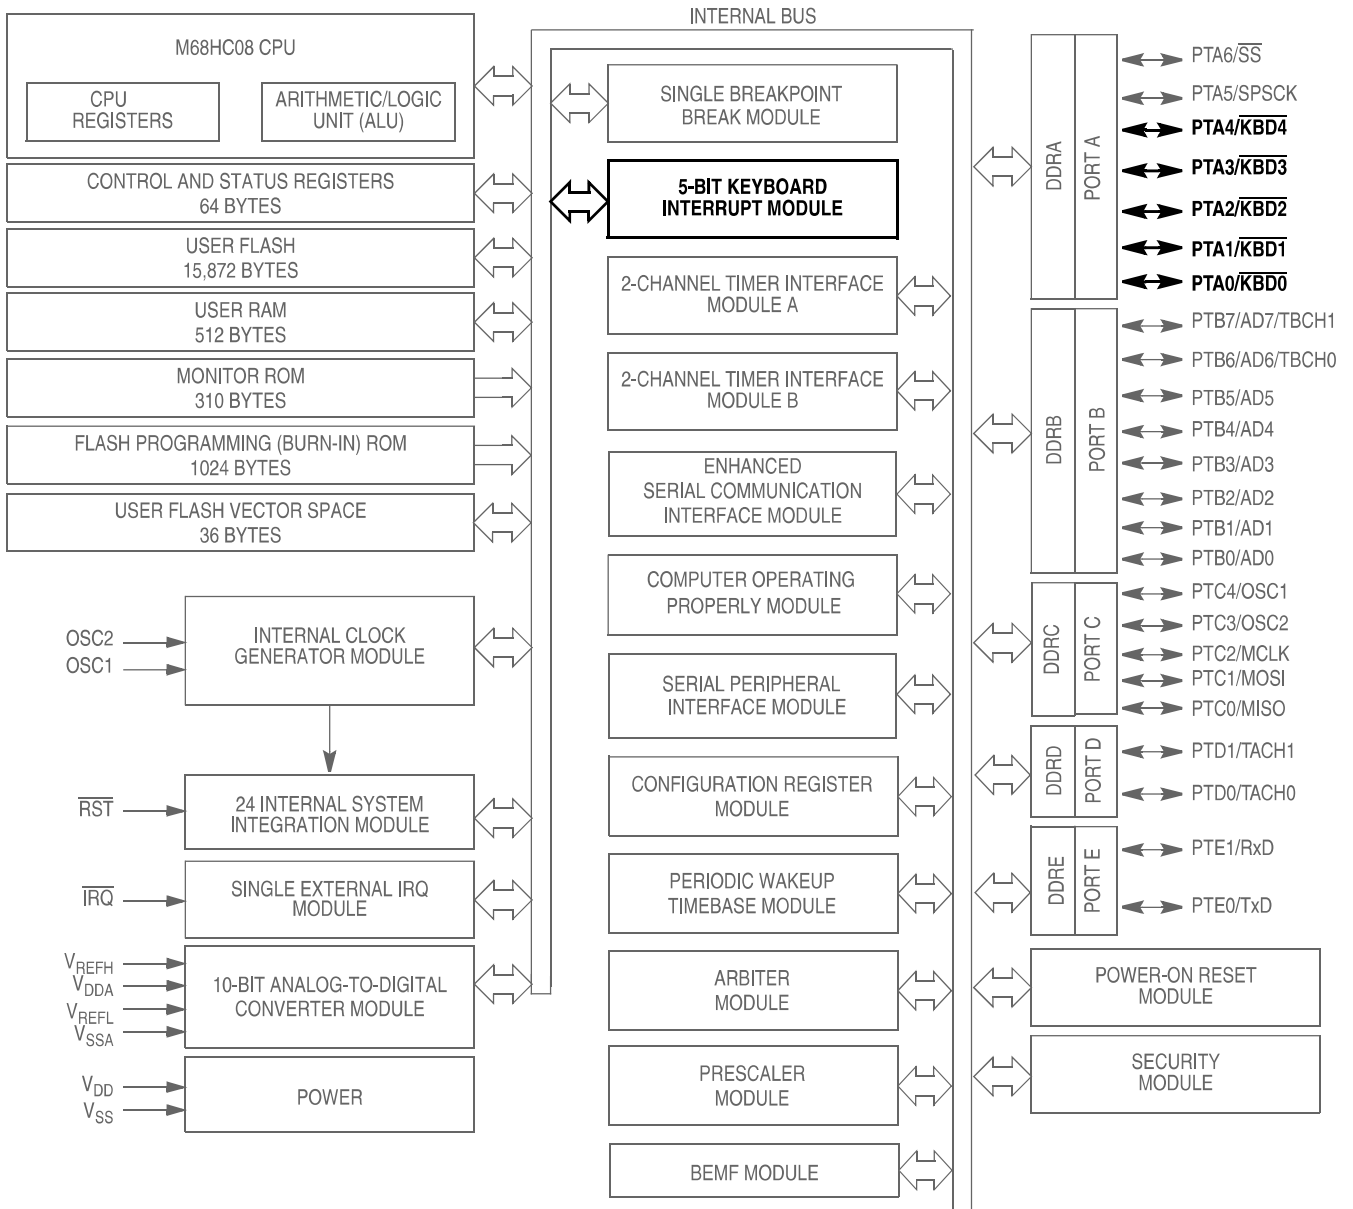 INTERNAL BUS
M68HC08 CPU
CPU
REGISTERS
ARITHMETIC/LOGIC
UNIT (ALU)
CONTROL AND STATUS REGISTERS
64 BYTES
USER FLASH
15,872 BYTES
USER RAM
512 BYTES
MONITOR ROM
310 BYTES
FLASH PROGRAMMING (BURN-IN) ROM
1024 BYTES
USER FLASH VECTOR SPACE
36 BYTES
OSC2
OSC1
INTERNAL CLOCK
GENERATOR MODULE
RST
24 INTERNAL SYSTEM
INTEGRATION MODULE
IRQ
SINGLE EXTERNAL IRQ
MODULE
VREFH
VDDA
VREFL
VSSA
10-BIT ANALOG-TO-DIGITAL
CONVERTER MODULE
VDD
VSS
POWER
SINGLE BREAKPOINT
BREAK MODULE
5-BIT KEYBOARD
INTERRUPT MODULE
2-CHANNEL TIMER INTERFACE
MODULE A
2-CHANNEL TIMER INTERFACE
MODULE B
ENHANCED
SERIAL COMMUNICATION
INTERFACE MODULE
COMPUTER OPERATING
PROPERLY MODULE
SERIAL PERIPHERAL
INTERFACE MODULE
CONFIGURATION REGISTER
MODULE
PERIODIC WAKEUP
TIMEBASE MODULE
ARBITER
MODULE
PRESCALER
MODULE
BEMF MODULE
DDRA
PORT A
PTA6/SS
PTA5/SPSCK
PTA4/KBD4
PTA3/KBD3
PTA2/KBD2
PTA1/KBD1
PTA0/KBD0
DDRB
PORT B
PTB7/AD7/TBCH1
PTB6/AD6/TBCH0
PTB5/AD5
PTB4/AD4
PTB3/AD3
PTB2/AD2
PTB1/AD1
PTB0/AD0
DDRC
PORT C
PTC4/OSC1
PTC3/OSC2
PTC2/MCLK
PTC1/MOSI
PTC0/MISO
DDRD
PORT D
PTD1/TACH1
PTD0/TACH0
DDRE
PORT E
PTE1/RxD
PTE0/TxD
POWER-ON RESET
MODULE
SECURITY
MODULE